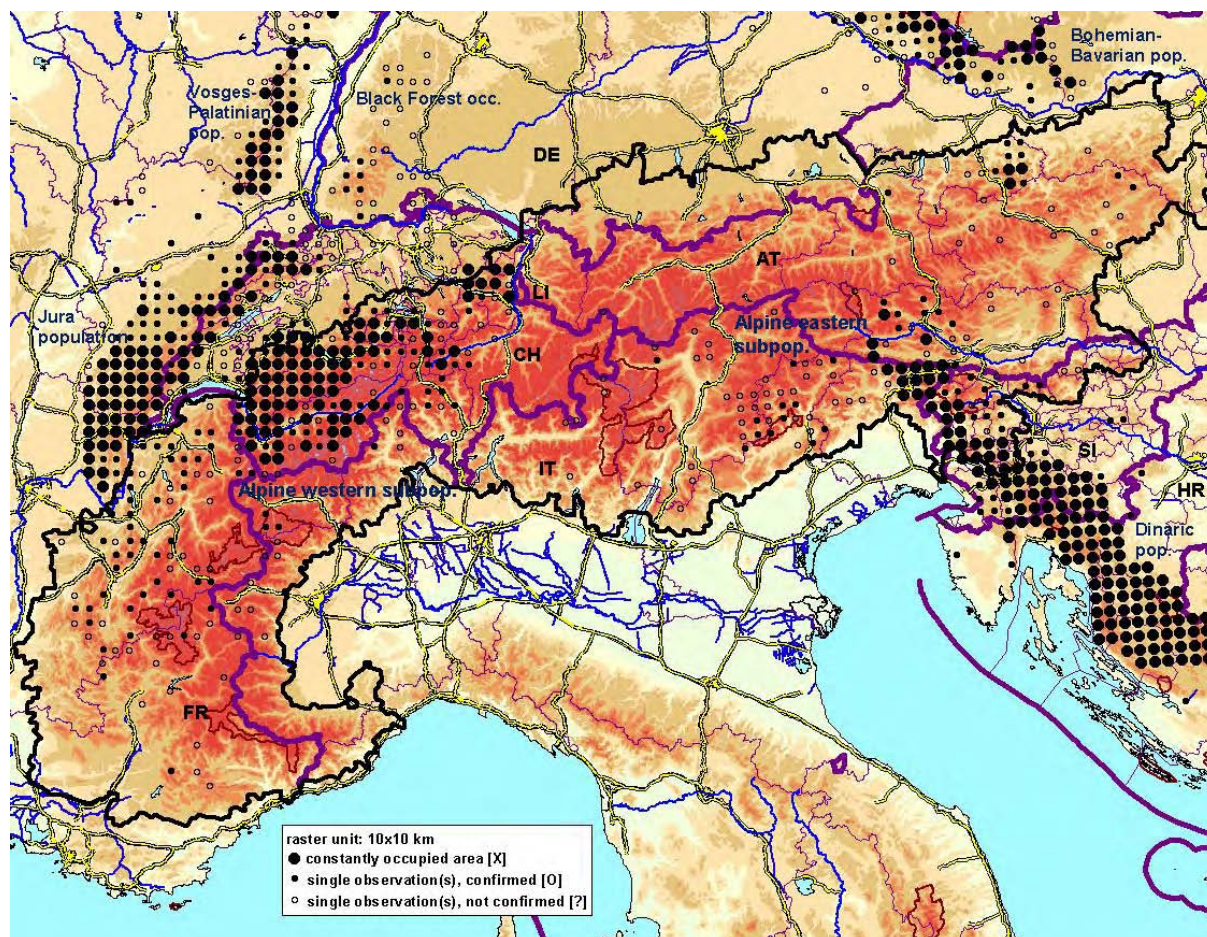 Bohemian-
Bavarian pop.
Vosges-
Palatinian
pop.
Black Forest occ.
DE
AT
LI
Jura
population
CH
Alpine eastern
subpop.
IT
SI
Alpine western subpop.
HR
Dinaric
pop.
FR
raster unit: 10x10 km
constantly occupied area [X]
single observation(s), confirmed [O]
single observation(s), not confirmed [?]